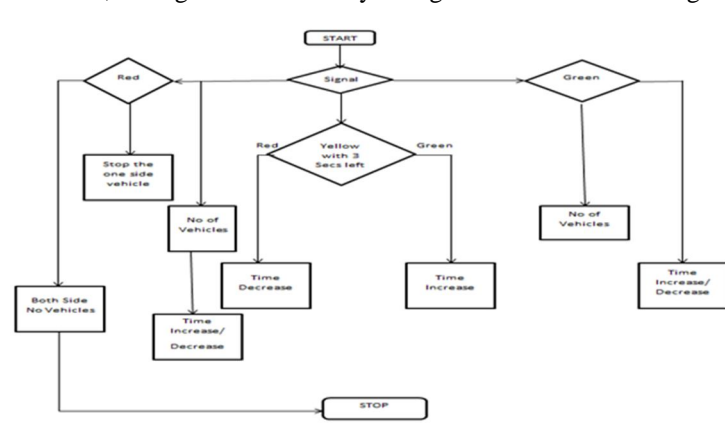 START
Red
Signal
Green
Red
Yellow
with 3
Secs left
Green
Stop the
one side
vehicle
No of
Vehicles
No of
Vehicles
Time
Decrease
Time
Increase
Time
Increase/
Decrease
Both Side
No Vehicles
Time
Increase/
Decrease
STOP